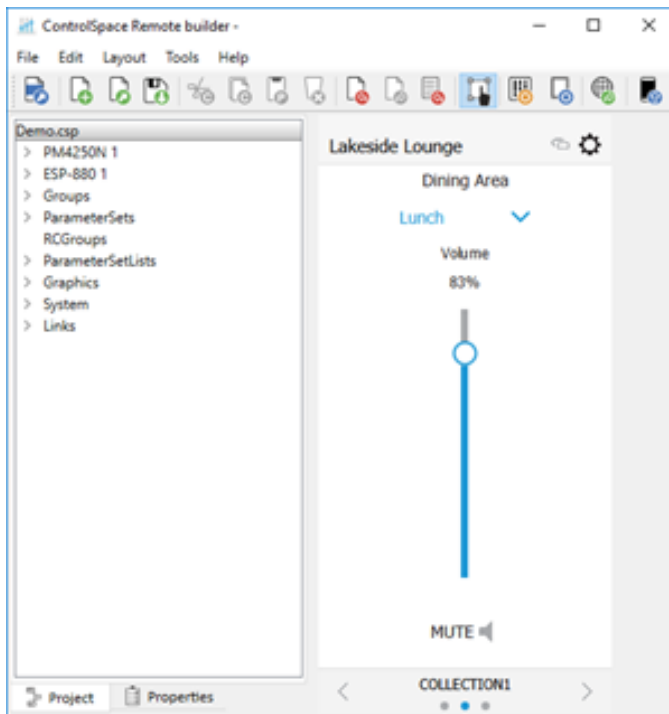 ControlSpace Remote builder -
File Edit Layout Tools Help
Demo.csp
PM4250N 1
ESP-880 1
Groups
ParameterSets
RCGroups
ParameterSetLists
Graphics
System
Links
Project Properties
Lakeside Lounge
Dining Area
Lunch
Volume
83%
MUTE
COLLECTION1